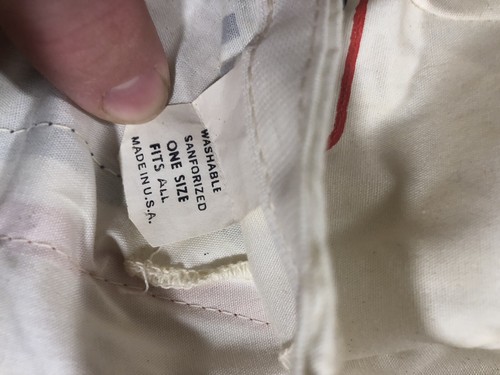 WASHABLE
SANFORIZED
ONE SIZE
FITS ALL
MADE IN U.S.A.